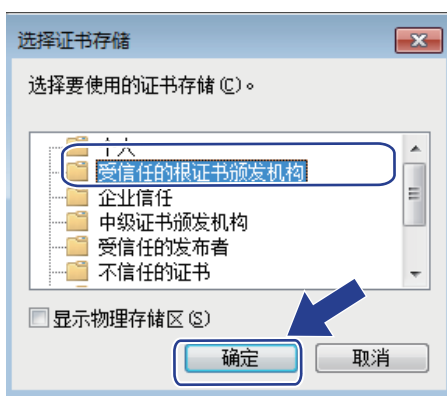 选择证书存储
选择要使用的证书存储(C)。
个人
受信任的根证书颁发机构
企业信任
中级证书颁发机构
受信任的发布者
不信任的证书
显示物理存储区(S)
确定
取消